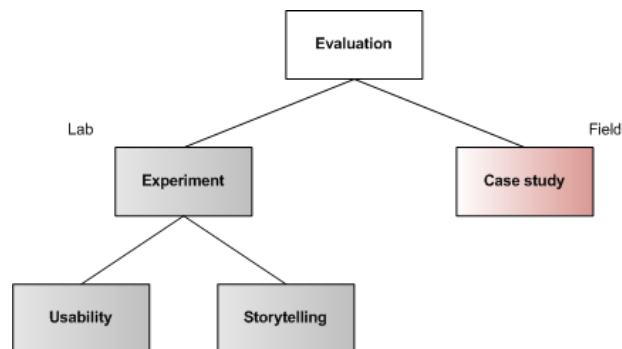 Evaluation
Lab
Field
Experiment
Case study
Usability
Storytelling